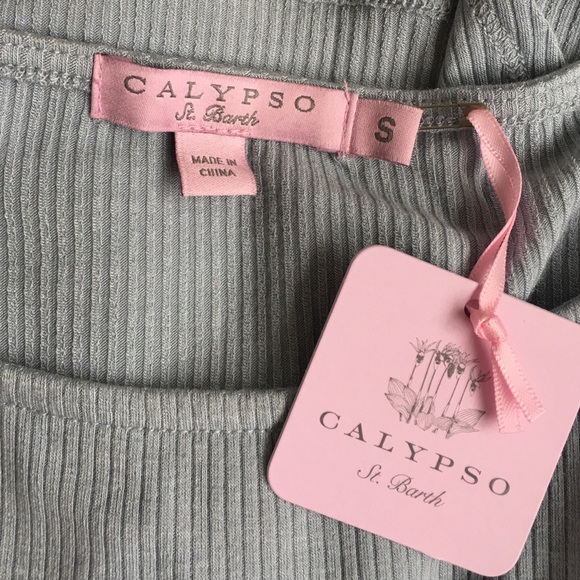 CALYPSO
St. Barth
S
MADE IN
CHINA
CALYPSO
St. Barth